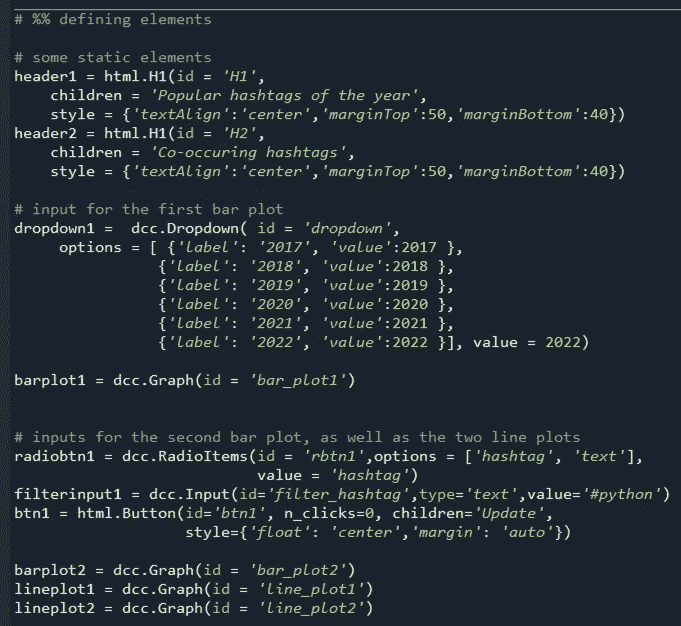 # %% defining elements
# some static elements
header1 = html.H1(id = 'H1',
children = 'Popular hashtags of the year',
style = {'textAlign':'center','marginTop':50,'marginBottom':40})
header2 = html.H1(id = 'H2',
children = 'Co-occuring hashtags',
style = {'textAlign':'center','marginTop':50,'marginBottom':40})
# input for the first bar plot
dropdown1 =  dcc.Dropdown( id = 'dropdown',
options = [ {'label': '2017', 'value':2017 },
{'label': '2018', 'value':2018 },
{'label': '2019', 'value':2019 },
{'label': '2020', 'value':2020 },
{'label': '2021', 'value':2021 },
{'label': '2022', 'value':2022 }], value = 2022)
barplot1 = dcc.Graph(id = 'bar_plot1')
# inputs for the second bar plot, as well as the two line plots
radiobtn1 = dcc.RadioItems(id = 'rbtn1',options = ['hashtag', 'text'],
value = 'hashtag')
filterinput1 = dcc.Input(id='filter_hashtag',type='text',value='#python')
btn1 = html.Button(id='btn1', n_clicks=0, children='Update',
style={'float': 'center','margin': 'auto'})
barplot2 = dcc.Graph(id = 'bar_plot2')
lineplot1 = dcc.Graph(id = 'line_plot1')
lineplot2 = dcc.Graph(id = 'line_plot2')